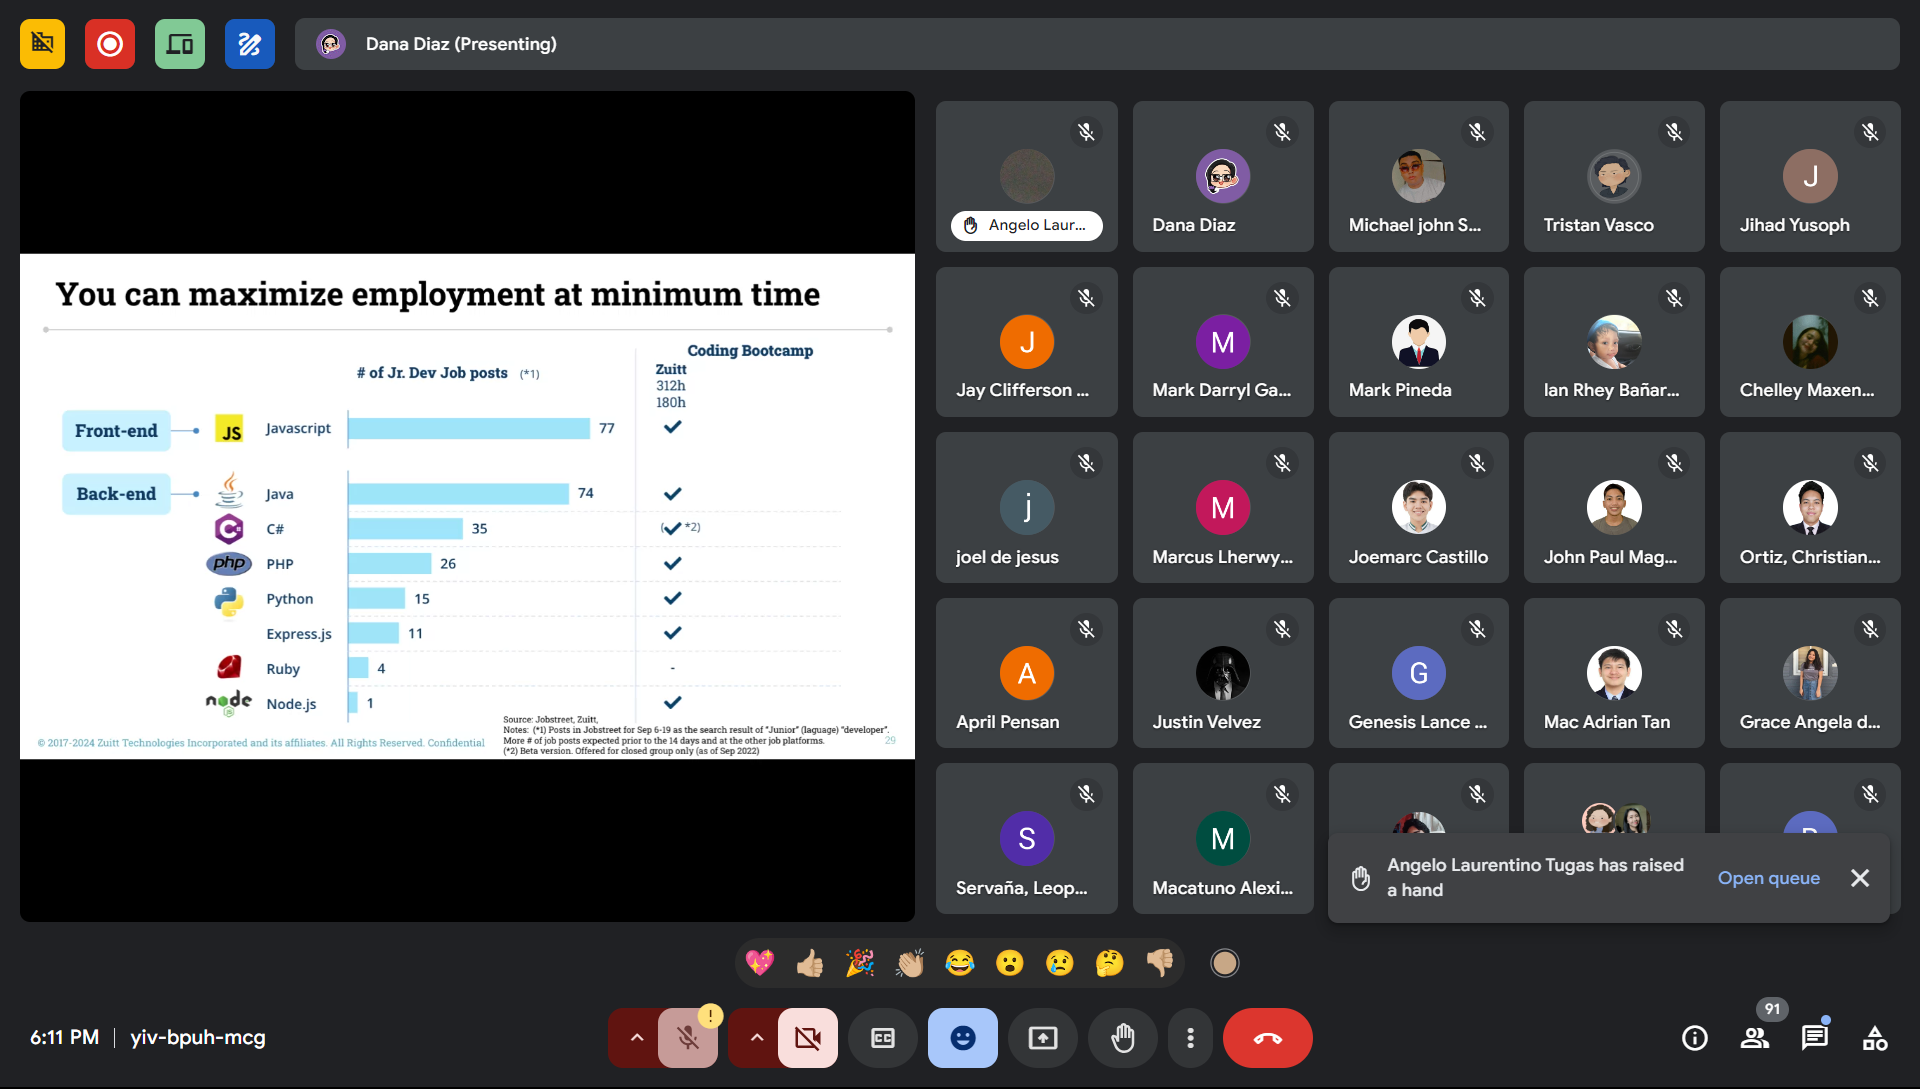 Dana Diaz (Presenting)
You can maximize employment at minimum time
Coding Bootcamp
# of Jr. Dev Job posts (*1)
Zuitt
312h
180h
Front-end
JS
Javascript
77
Back-end
Java
74
C#
35
(✓*2)
php
PHP
26
Python
15
Express.js
11
Ruby
4
-
node
JS
Node.js
1
Source: Jobstreet, Zuitt,
Notes: (*1) Posts in Jobstreet for Sep 6-19 as the search result of "Junior" (laguage) "developer".
More # of job posts expected prior to the 14 days and at the other job platforms.
(*2) Beta version. Offered for closed group only (as of Sep 2022)
© 2017-2024 Zuitt Technologies Incorporated and its affiliates. All Rights Reserved. Confidential
29
Angelo Laur...
Dana Diaz
Michael john S...
Tristan Vasco
J
Jihad Yusoph
J
Jay Clifferson ...
M
Mark Darryl Ga...
Mark Pineda
Ian Rhey Bañar...
Chelley Maxen...
j
joel de jesus
M
Marcus Lherwy...
Joemarc Castillo
John Paul Mag...
Ortiz, Christian...
A
April Pensan
Justin Velvez
G
Genesis Lance ...
Mac Adrian Tan
Grace Angela d...
S
Servaña, Leop...
M
Macatuno Alexi...
Angelo Laurentino Tugas has raised
a hand
Open queue
6:11 PM
yiv-bpuh-mcg
!
CC
91